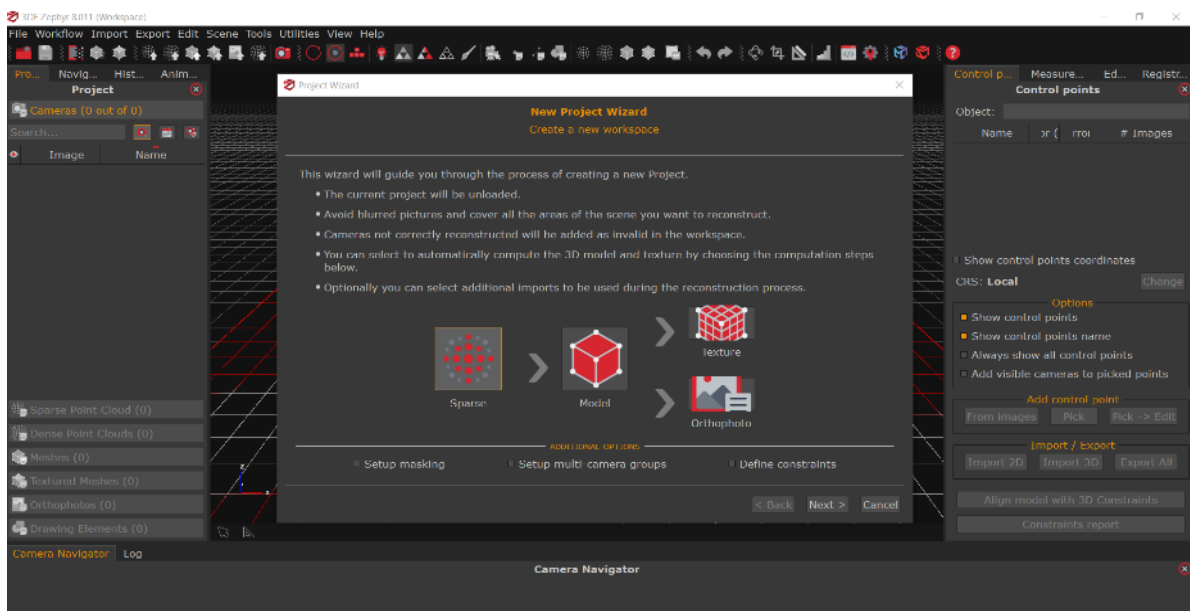 3DF Zephyr 8.011 (Workspace)
File Workflow Import Export Edit Scene Tools Utilities View Help
Pro... Navig... Hist... Anim...
Project
Cameras (0 out of 0)
Search...
Image Name
Sparse Point Cloud (0)
Dense Point Clouds (0)
Meshes (0)
Textured Meshes (0)
Orthophotos (0)
Drawing Elements (0)
Project Wizard
New Project Wizard
Create a new workspace
This wizard will guide you through the process of creating a new Project.
• The current project will be unloaded.
• Avoid blurred pictures and cover all the areas of the scene you want to reconstruct.
• Cameras not correctly reconstructed will be added as invalid in the workspace.
• You can select to automatically compute the 3D model and texture by choosing the computation steps
below.
• Optionally you can select additional imports to be used during the reconstruction process.
Sparse
Model
Texture
Orthophoto
ADDITIONAL OPTIONS
Setup masking Setup multi camera groups Define constraints
< Back Next > Cancel
z
Control p... Measure... Ed... Registr...
Control points
Object:
Name or ( rror # Images
Show control points coordinates
CRS: Local Change
Options
Show control points
Show control points name
Always show all control points
Add visible cameras to picked points
Add control point
From images Pick Pick -> Edit
Import / Export
Import 2D Import 3D Export All
Align model with 3D Constraints
Constraints report
Camera Navigator Log
Camera Navigator